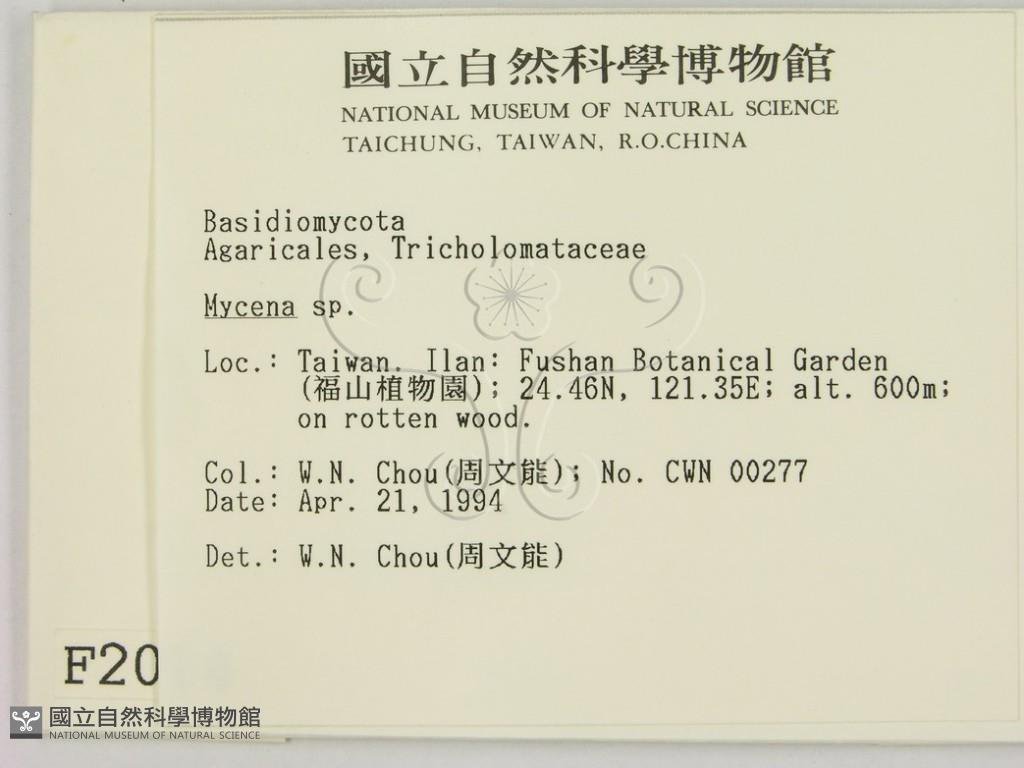 國立自然科學博物館
NATIONAL MUSEUM OF NATURAL SCIENCE
TAICHUNG, TAIWAN, R.O.CHINA
Basidiomycota
Agaricales, Tricholomataceae
Mycena sp.
Loc.: Taiwan. Ilan: Fushan Botanical Garden
(福山植物園); 24.46N, 121.35E; alt. 600m;
on rotten wood.
Col.: W.N. Chou(周文能); No. CWN 00277
Date: Apr. 21, 1994
Det.: W.N. Chou(周文能)
F20
國立自然科學博物館
NATIONAL MUSEUM OF NATURAL SCIENCE